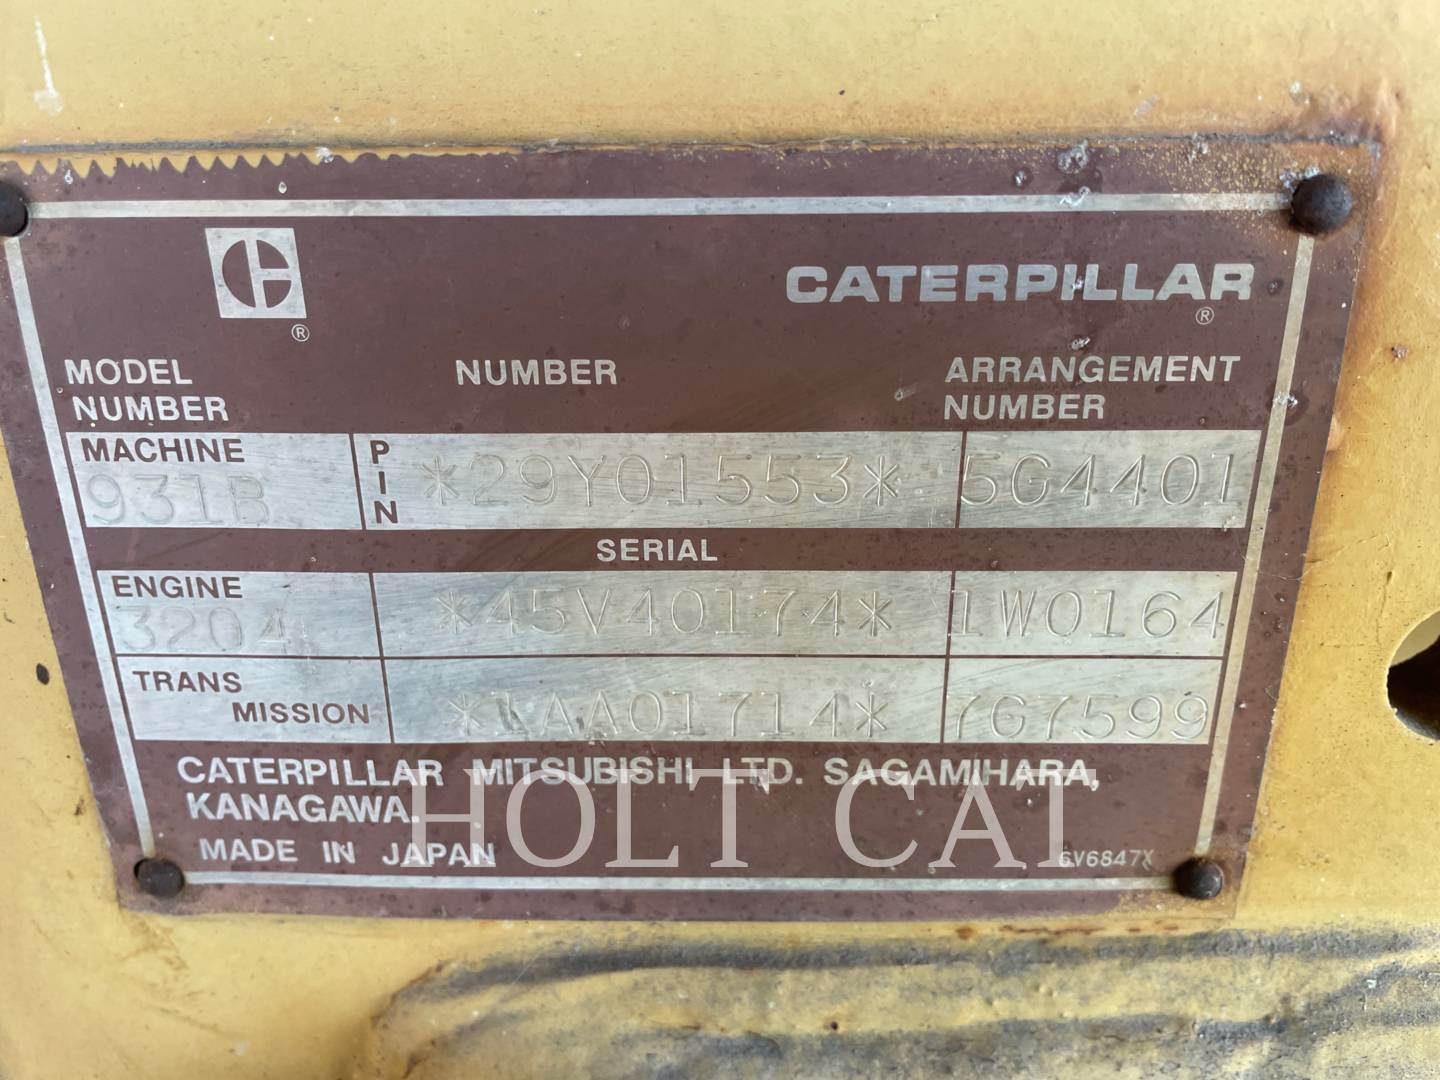 CATERPILLAR
®
®
MODEL NUMBER
NUMBER
ARRANGEMENT NUMBER
MACHINE 931B
PIN *29Y01553* 5G4401
SERIAL
ENGINE 3204
*45V40174* 1W0164
TRANS
MISSION
7G7599
CATERPILLAR MITSUBISHI LTD. SAGAMIHARA,
KANAGAWA.
MADE IN JAPAN
6V6847X
HOLT CAT